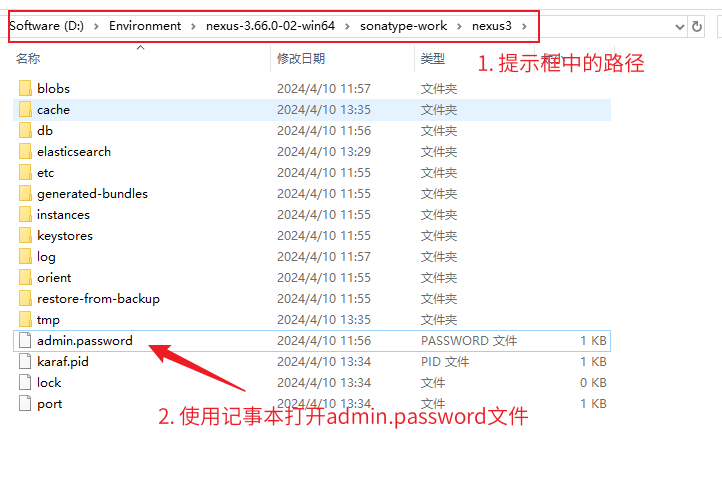 Software (D:) > Environment > nexus-3.66.0-02-win64 > sonatype-work > nexus3 >
名称 修改日期 类型
1. 提示框中的路径
blobs 2024/4/10 11:57 文件夹
cache 2024/4/10 13:35 文件夹
db 2024/4/10 11:56 文件夹
elasticsearch 2024/4/10 13:29 文件夹
etc 2024/4/10 11:55 文件夹
generated-bundles 2024/4/10 11:55 文件夹
instances 2024/4/10 11:55 文件夹
keystores 2024/4/10 11:55 文件夹
log 2024/4/10 11:57 文件夹
orient 2024/4/10 11:55 文件夹
restore-from-backup 2024/4/10 11:55 文件夹
tmp 2024/4/10 13:35 文件夹
admin.password 2024/4/10 11:56 PASSWORD 文件 1 KB
karaf.pid 2024/4/10 13:34 PID 文件 1 KB
lock 2024/4/10 13:34 文件 0 KB
port 2024/4/10 13:34 文件 1 KB
2. 使用记事本打开admin.password文件